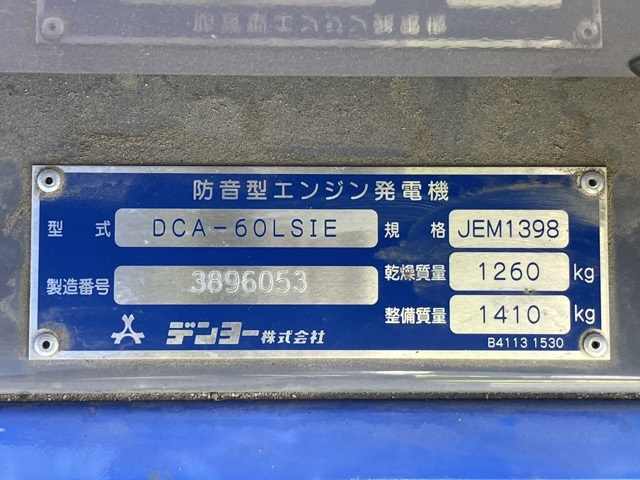 防音型エンジン発電機
型式 DCA-60LSIE 規格 JEM1398
製造番号 3896053 乾燥質量 1260 kg
整備質量 1410 kg
デンヨー株式会社 B4113 1530